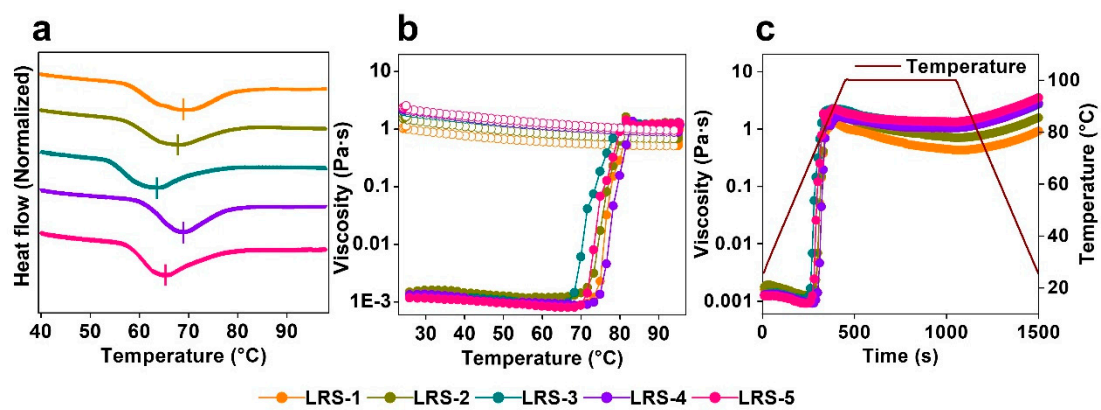 a
Heat flow (Normalized)
40 50 60 70 80 90
Temperature (°C)
b
Viscosity (Pa·s)
10
1
0.1
0.01
1E-3
30 40 50 60 70 80 90
Temperature (°C)
c
Temperature
Viscosity (Pa·s)
10
1
0.1
0.01
0.001
0 500 1000 1500
Time (s)
100
80
60
40
20
Temperature (°C)
LRS-1 LRS-2 LRS-3 LRS-4 LRS-5